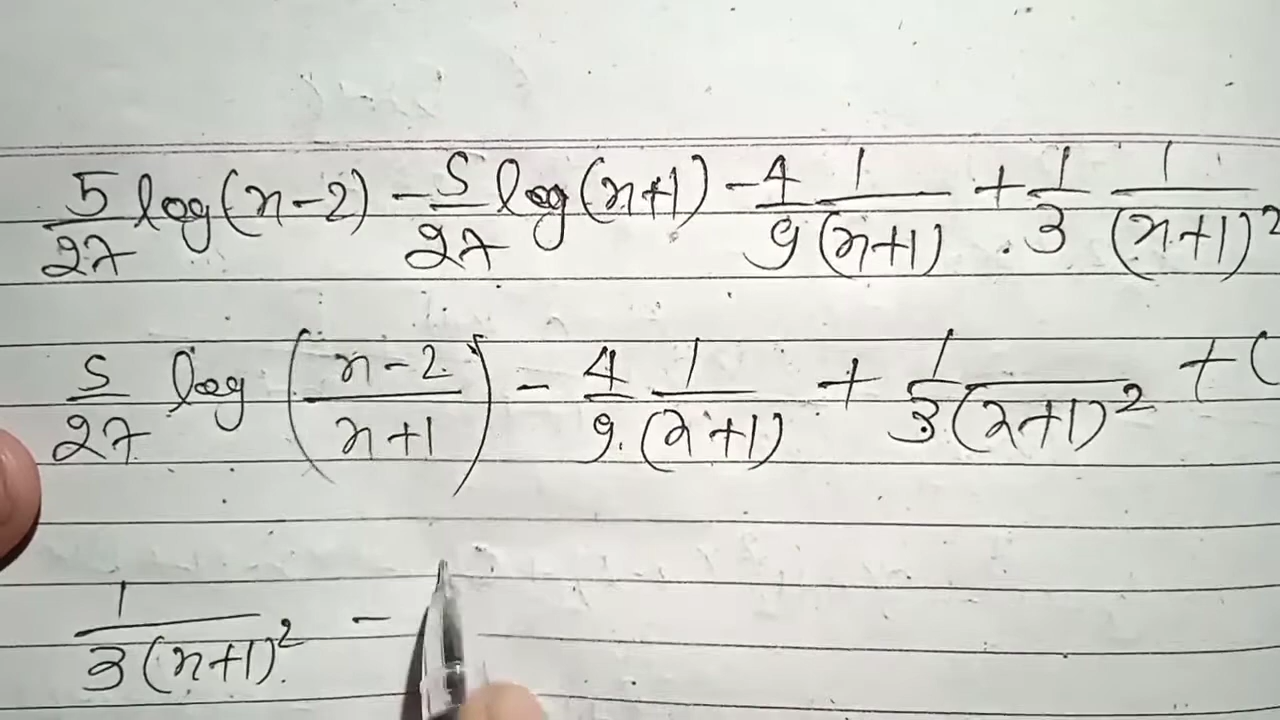 5/27 log(x-2) - 5/27 log(x+1) - 4/9 1/(x+1) + 1/3 1/(x+1)²
5/27 log((x-2)/(x+1)) - 4/9 1/(x+1) + 1/3(x+1)² + C
1/3(x+1)² -